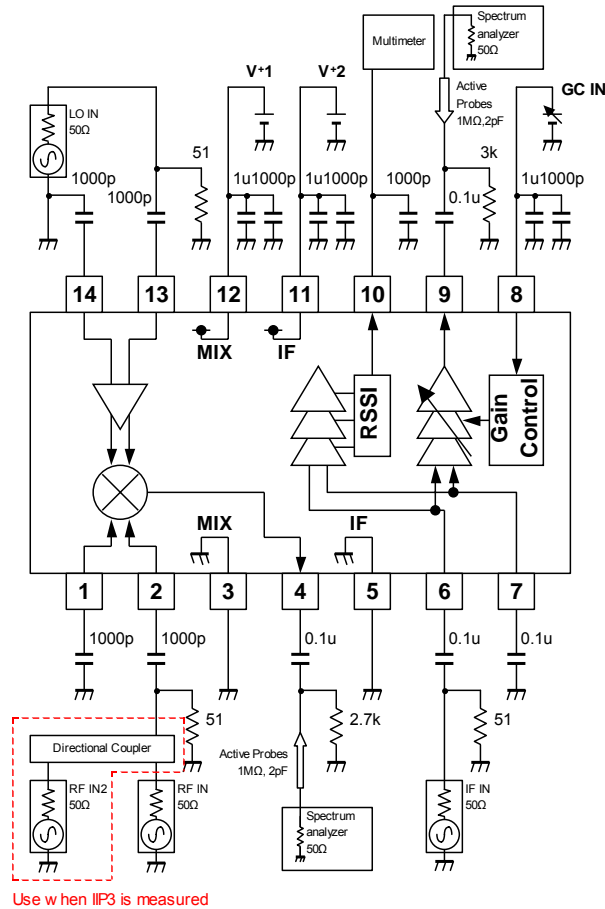 Spectrum
analyzer
50Ω
Multimeter
V+1
V+2
GC IN
LO IN
50Ω
Active
Probes
1MΩ,2pF
51
3k
1000p
1000p
1u1000p
1u1000p
1000p
0.1u
1u1000p
14
13
12
11
10
9
8
MIX
IF
RSSI
Gain
Control
MIX
IF
1
2
3
4
5
6
7
1000p
1000p
0.1u
0.1u
0.1u
51
2.7k
51
Directional Coupler
Active Probes
1MΩ, 2pF
RF IN2
50Ω
RF IN
50Ω
IF IN
50Ω
Spectrum
analyzer
50Ω
Use when IIP3 is measured